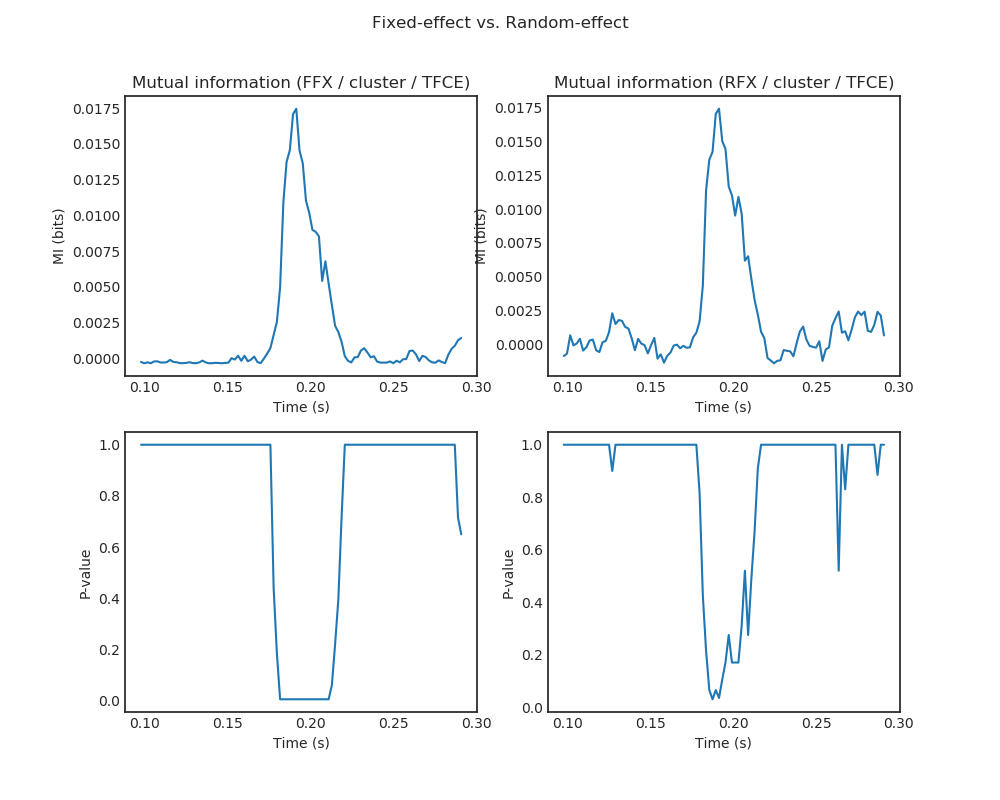 Fixed-effect vs. Random-effect
Mutual information (FFX / cluster / TFCE)
0.0175
0.0150
0.0125
0.0100
0.0075
0.0050
0.0025
0.0000
MI (bits)
0.10 0.15 0.20 0.25 0.30
Time (s)
Mutual information (RFX / cluster / TFCE)
0.0175
0.0150
0.0125
0.0100
0.0075
0.0050
0.0025
0.0000
MI (bits)
0.10 0.15 0.20 0.25 0.30
Time (s)
1.0
0.8
0.6
0.4
0.2
0.0
P-value
0.10 0.15 0.20 0.25 0.30
Time (s)
1.0
0.8
0.6
0.4
0.2
0.0
P-value
0.10 0.15 0.20 0.25 0.30
Time (s)